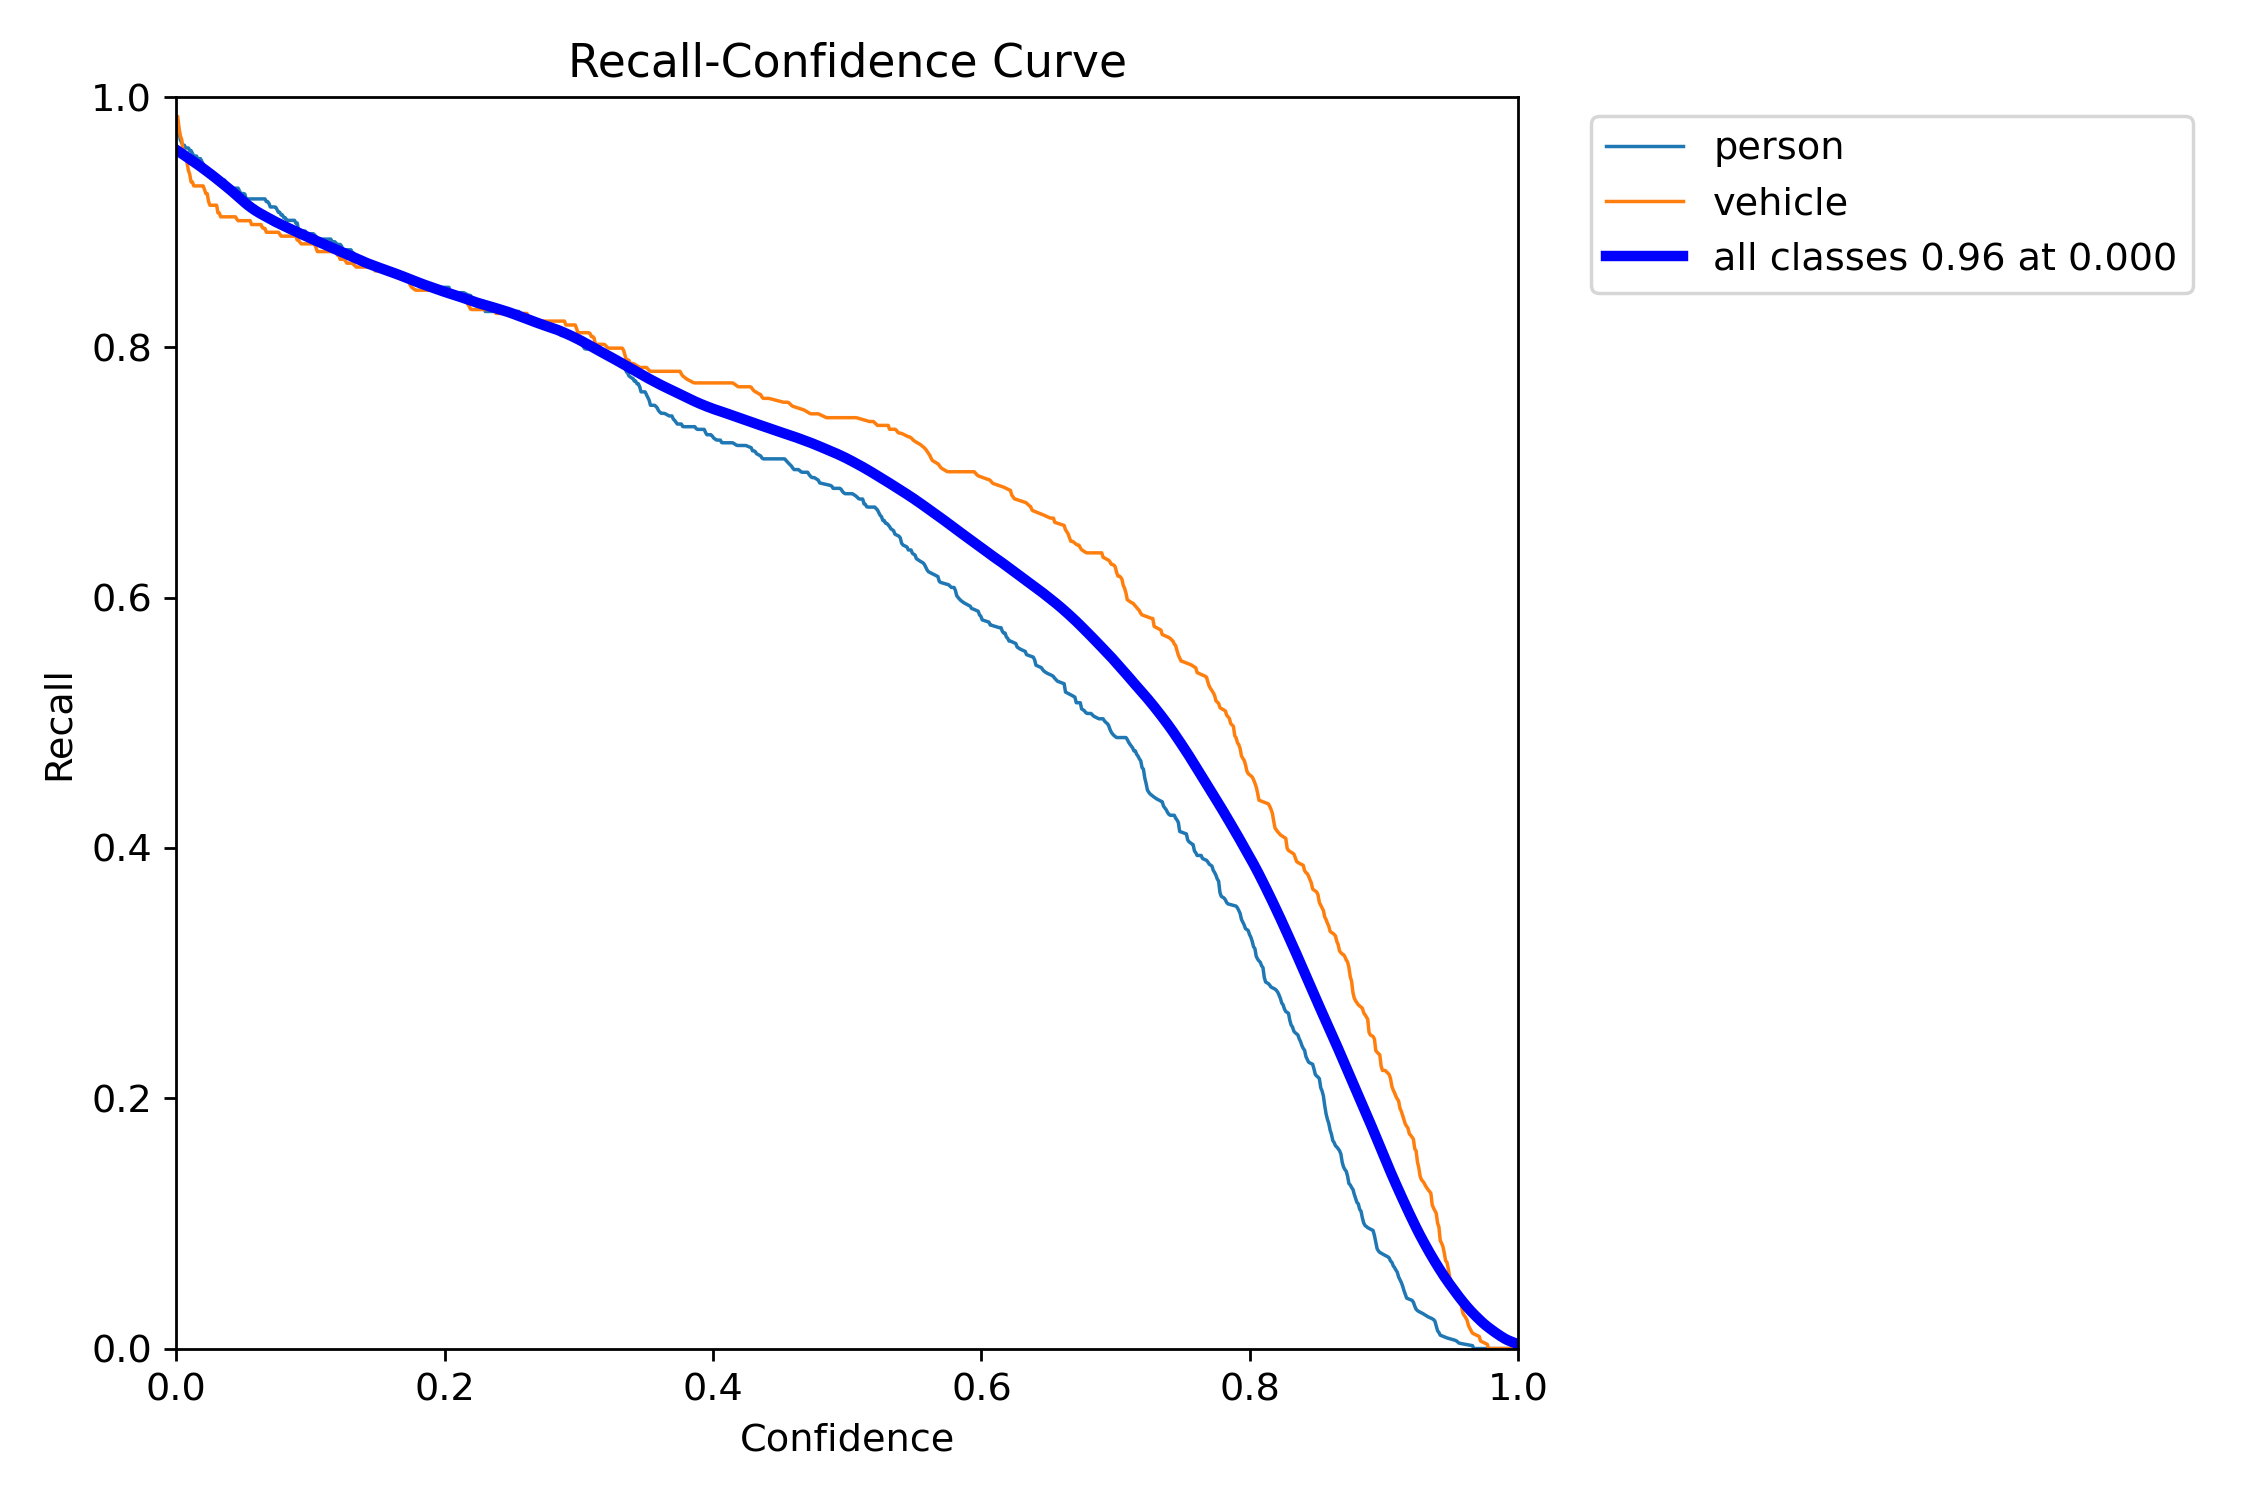 Recall-Confidence Curve
1.0
0.8
0.6
0.4
0.2
0.0
Recall
0.0 0.2 0.4 0.6 0.8 1.0
Confidence
person
vehicle
all classes 0.96 at 0.000